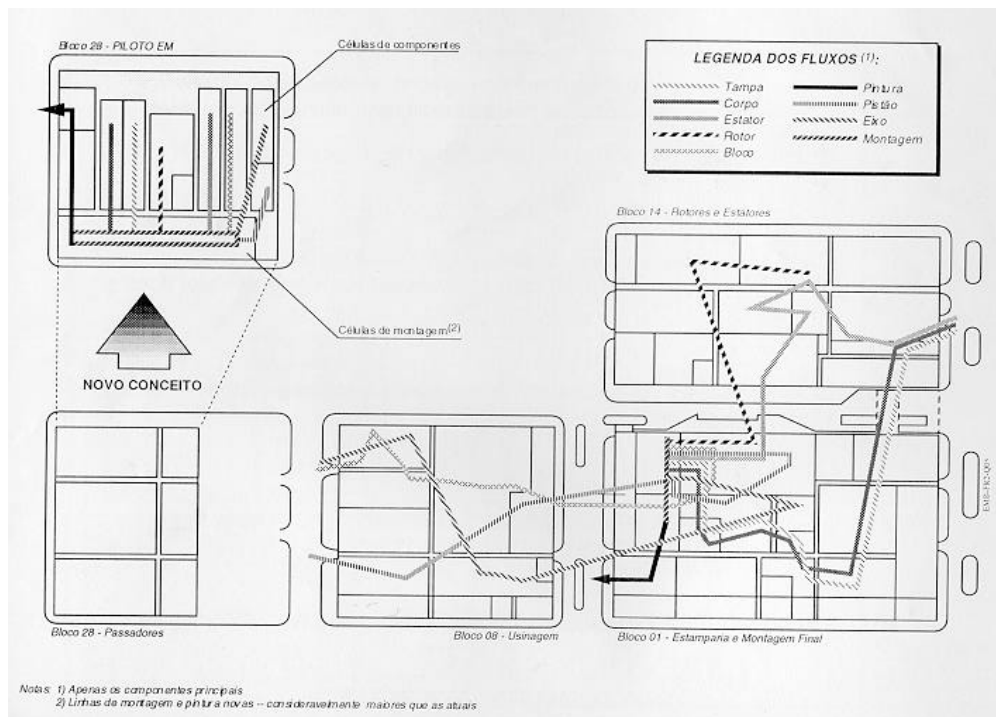 Bloco 28 - PILOTO EM
Células de componentes
LEGENDA DOS FLUXOS (1):
Tampa
Corpo
Estator
Rotor
Bloco
Pintura
Pistão
Eixo
Montagem
Bloco 14 - Rotores e Estatores
Células de montagem(2)
NOVO CONCEITO
Bloco 28 - Passadores
Bloco 08 - Usinagem
Bloco 01 - Estamparia e Montagem Final
Notas: 1) Apenas os componentes principais
2) Linhas de montagem e pintura novas -- consideravelmente maiores que as atuais